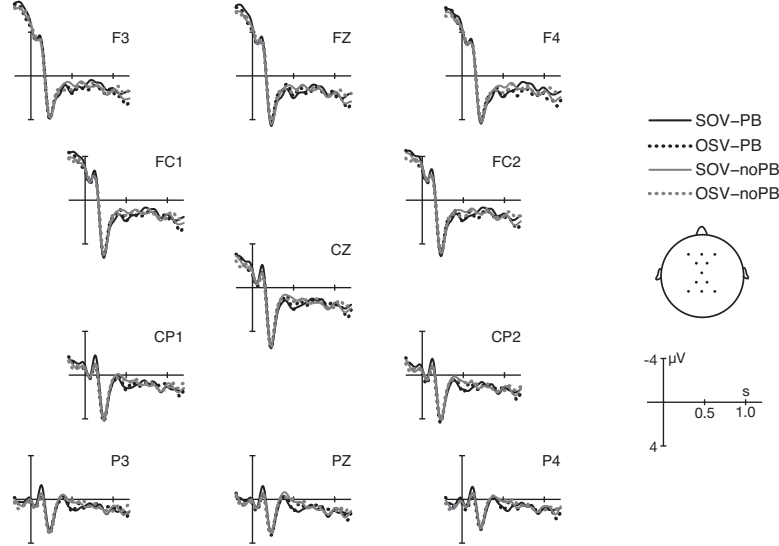 F3
FZ
F4
SOV–PB
OSV–PB
SOV–noPB
OSV–noPB
FC1
FC2
CZ
CP1
CP2
-4
µV
s
0.5
1.0
4
P3
PZ
P4